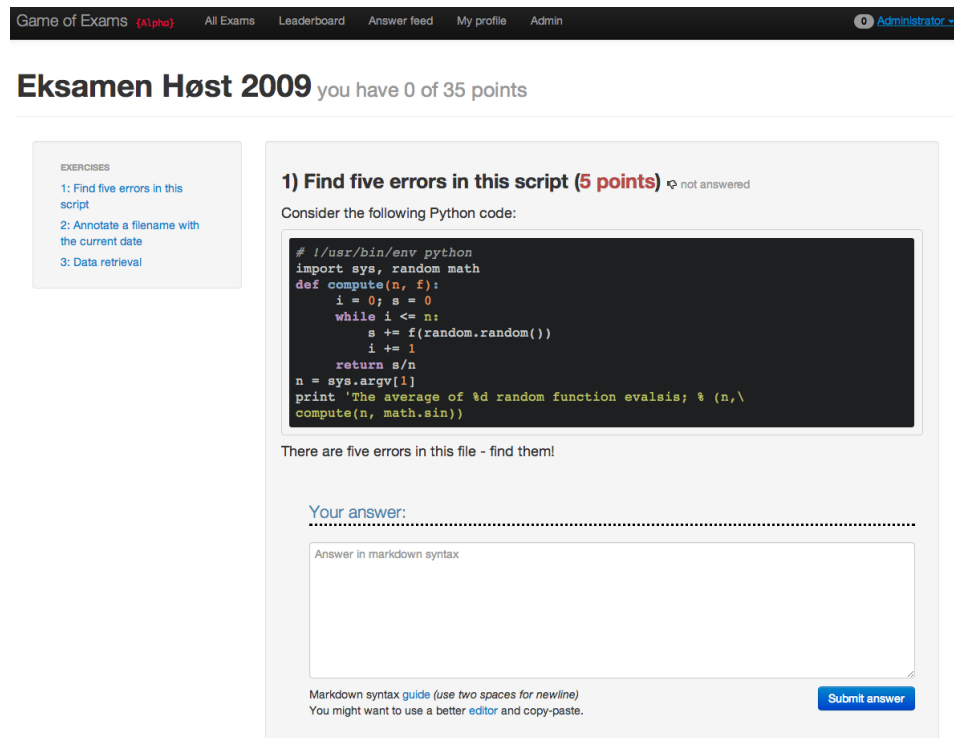 Game of Exams {Alpha} All Exams Leaderboard Answer feed My profile Admin 0 Administrator
Eksamen Høst 2009 you have 0 of 35 points
EXERCISES
1: Find five errors in this
script
2: Annotate a filename with
the current date
3: Data retrieval
1) Find five errors in this script (5 points) not answered
Consider the following Python code:
# !/usr/bin/env python
import sys, random math
def compute(n, f):
i = 0; s = 0
while i <= n:
s += f(random.random())
i += 1
return s/n
n = sys.argv[1]
print 'The average of %d random function evalsis; % (n,\
compute(n, math.sin))
There are five errors in this file - find them!
Your answer:
Answer in markdown syntax
Markdown syntax guide (use two spaces for newline)
You might want to use a better editor and copy-paste.
Submit answer